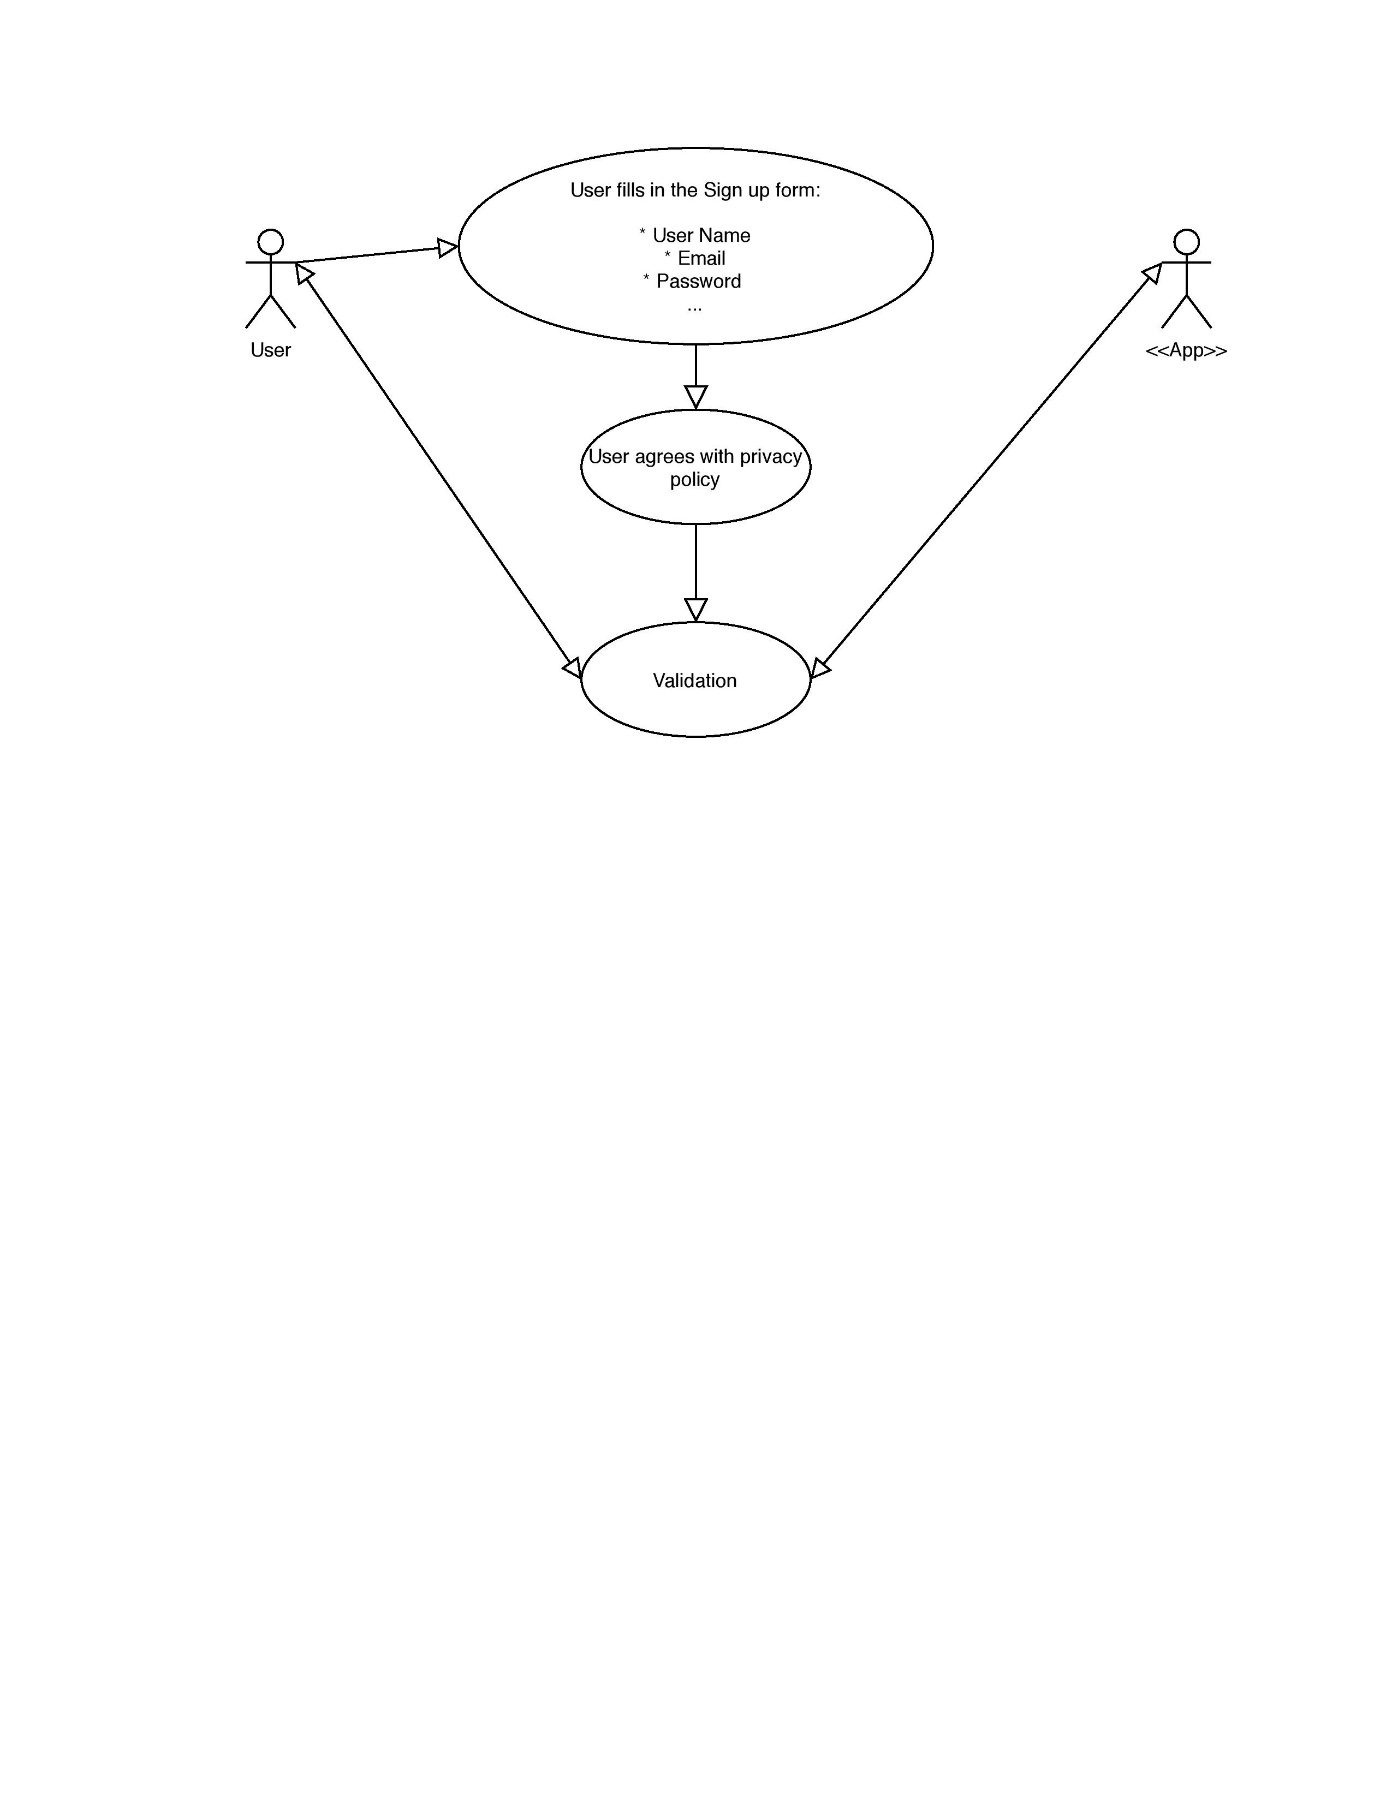 User fills in the Sign up form:
* User Name
* Email
* Password
...
User
<<App>>
User agrees with privacy
policy
Validation